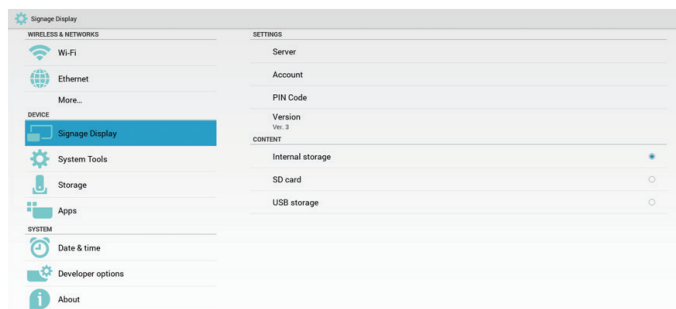 Signage Display
WIRELESS & NETWORKS
Wi-Fi
Ethernet
More...
DEVICE
Signage Display
System Tools
Storage
Apps
SYSTEM
Date & time
Developer options
About
SETTINGS
Server
Account
PIN Code
Version
Ver. 3
CONTENT
Internal storage
SD card
USB storage